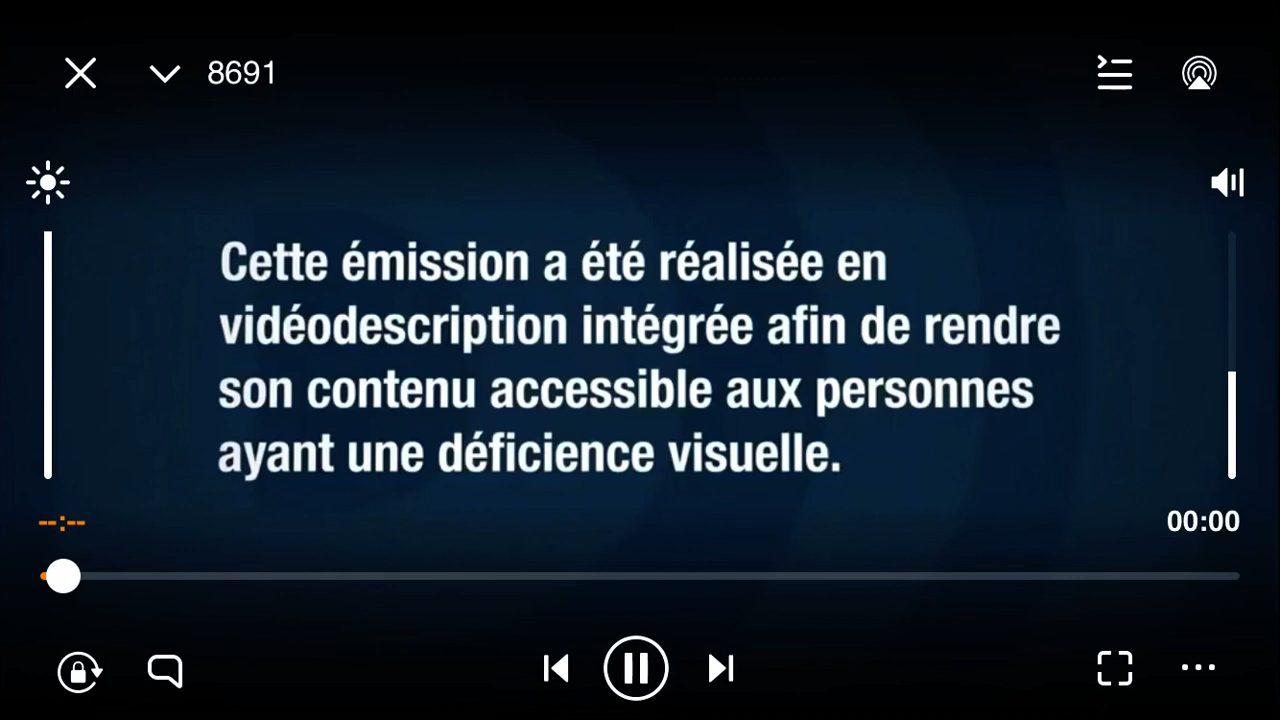 8691
Cette émission a été réalisée en
vidéodescription intégrée afin de rendre
son contenu accessible aux personnes
ayant une déficience visuelle.
--:--
00:00